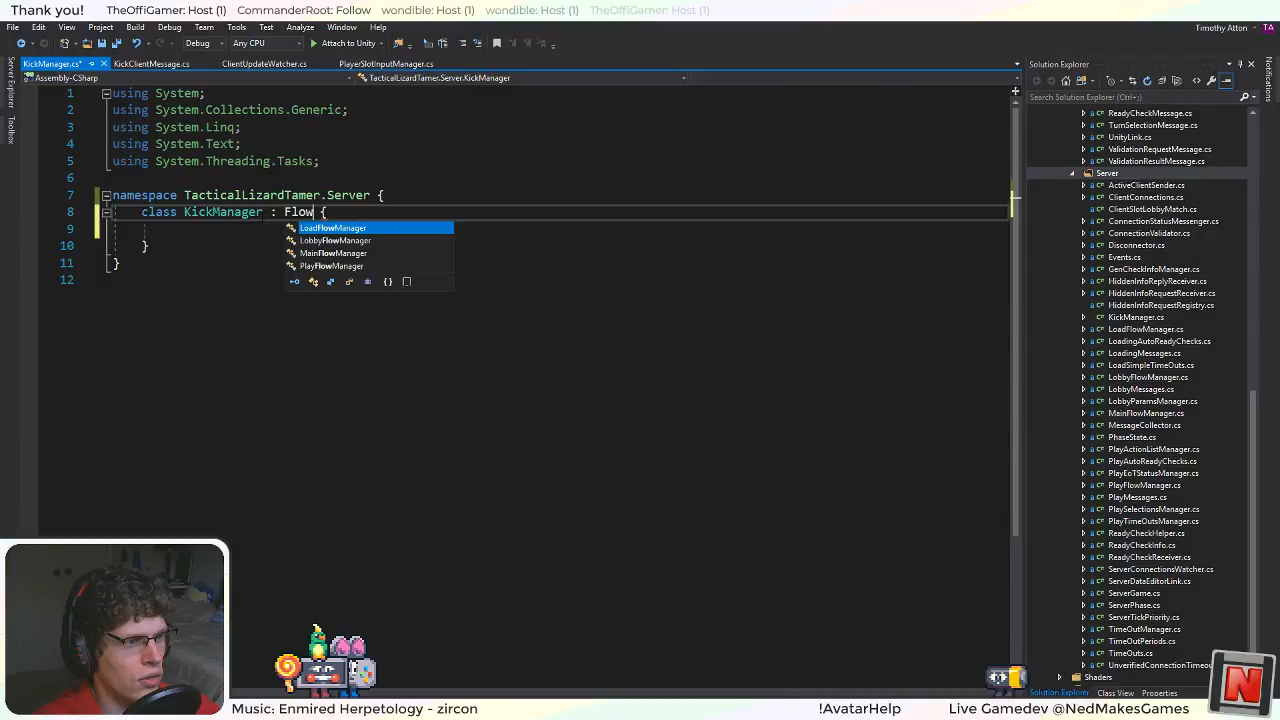 Thank you! TheOffiGamer: Host (1) CommanderRoot: Follow wondible: Host (1) wondible: Host (1) TheOffiGamer: Host (1)
File Edit View Project Build Debug Team Tools Test Analyze Window Help Timothy Atton TA
Debug Any CPU Attach to Unity
KickManager.cs* KickClientMessage.cs ClientUpdateWatcher.cs PlayerSlotInputManager.cs
Assembly-CSharp TacticalLizardTamer.Server.KickManager
Server Explorer
Toolbox
1 using System;
2 using System.Collections.Generic;
3 using System.Linq;
4 using System.Text;
5 using System.Threading.Tasks;
6
7 namespace TacticalLizardTamer.Server {
8 class KickManager : Flow {
9
10 }
11 }
12
LoadFlowManager
LobbyFlowManager
MainFlowManager
PlayFlowManager
Solution Explorer
Search Solution Explorer (Ctrl+;)
ReadyCheckMessage.cs
TurnSelectionMessage.cs
UnityLink.cs
ValidationRequestMessage.cs
ValidationResultMessage.cs
Server
ActiveClientSender.cs
ClientConnections.cs
ClientSlotLobbyMatch.cs
ConnectionStatusMessenger.cs
ConnectionValidator.cs
Disconnector.cs
Events.cs
GenCheckInfoManager.cs
HiddenInfoReplyReceiver.cs
HiddenInfoRequestReceiver.cs
HiddenInfoRequestRegistry.cs
KickManager.cs
LoadFlowManager.cs
LoadingAutoReadyChecks.cs
LoadingMessages.cs
LoadSimpleTimeOuts.cs
LobbyFlowManager.cs
LobbyMessages.cs
LobbyParamsManager.cs
MainFlowManager.cs
MessageCollector.cs
PhaseState.cs
PlayActionListManager.cs
PlayAutoReadyChecks.cs
PlayEoTStatusManager.cs
PlayFlowManager.cs
PlayMessages.cs
PlaySelectionsManager.cs
PlayTimeOutsManager.cs
ReadyCheckHelper.cs
ReadyCheckInfo.cs
ReadyCheckReceiver.cs
ServerConnectionsWatcher.cs
ServerDataEditorLink.cs
ServerGame.cs
ServerPhase.cs
ServerTickPriority.cs
TimeOutManager.cs
TimeOutPeriods.cs
TimeOuts.cs
UnverifiedConnectionTimeou
Shaders
Solution Explorer Class View Properties
Notifications
N
Music: Enmired Herpetology - zircon !AvatarHelp Live Gamedev @NedMakesGames